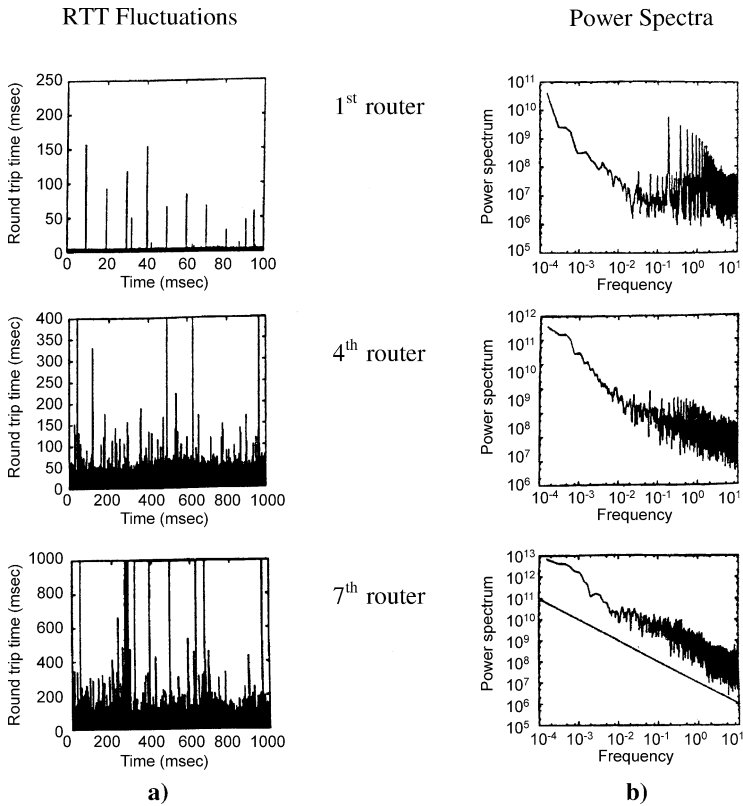 RTT Fluctuations
Power Spectra
1st router
Round trip time (msec)
250
200
150
100
50
0
0 20 40 60 80 100
Time (msec)
Power spectrum
10^11
10^10
10^9
10^8
10^7
10^6
10^5
10^-4 10^-3 10^-2 10^-1 10^0 10^1
Frequency
4th router
Round trip time (msec)
400
350
300
250
200
150
100
50
0
0 200 400 600 800 1000
Time (msec)
Power spectrum
10^12
10^11
10^10
10^9
10^8
10^7
10^6
10^-4 10^-3 10^-2 10^-1 10^0 10^1
Frequency
7th router
Round trip time (msec)
1000
800
600
400
200
0
0 200 400 600 800 1000
Time (msec)
Power spectrum
10^13
10^12
10^11
10^10
10^9
10^8
10^7
10^6
10^5
10^-4 10^-3 10^-2 10^-1 10^0 10^1
Frequency
a)
b)